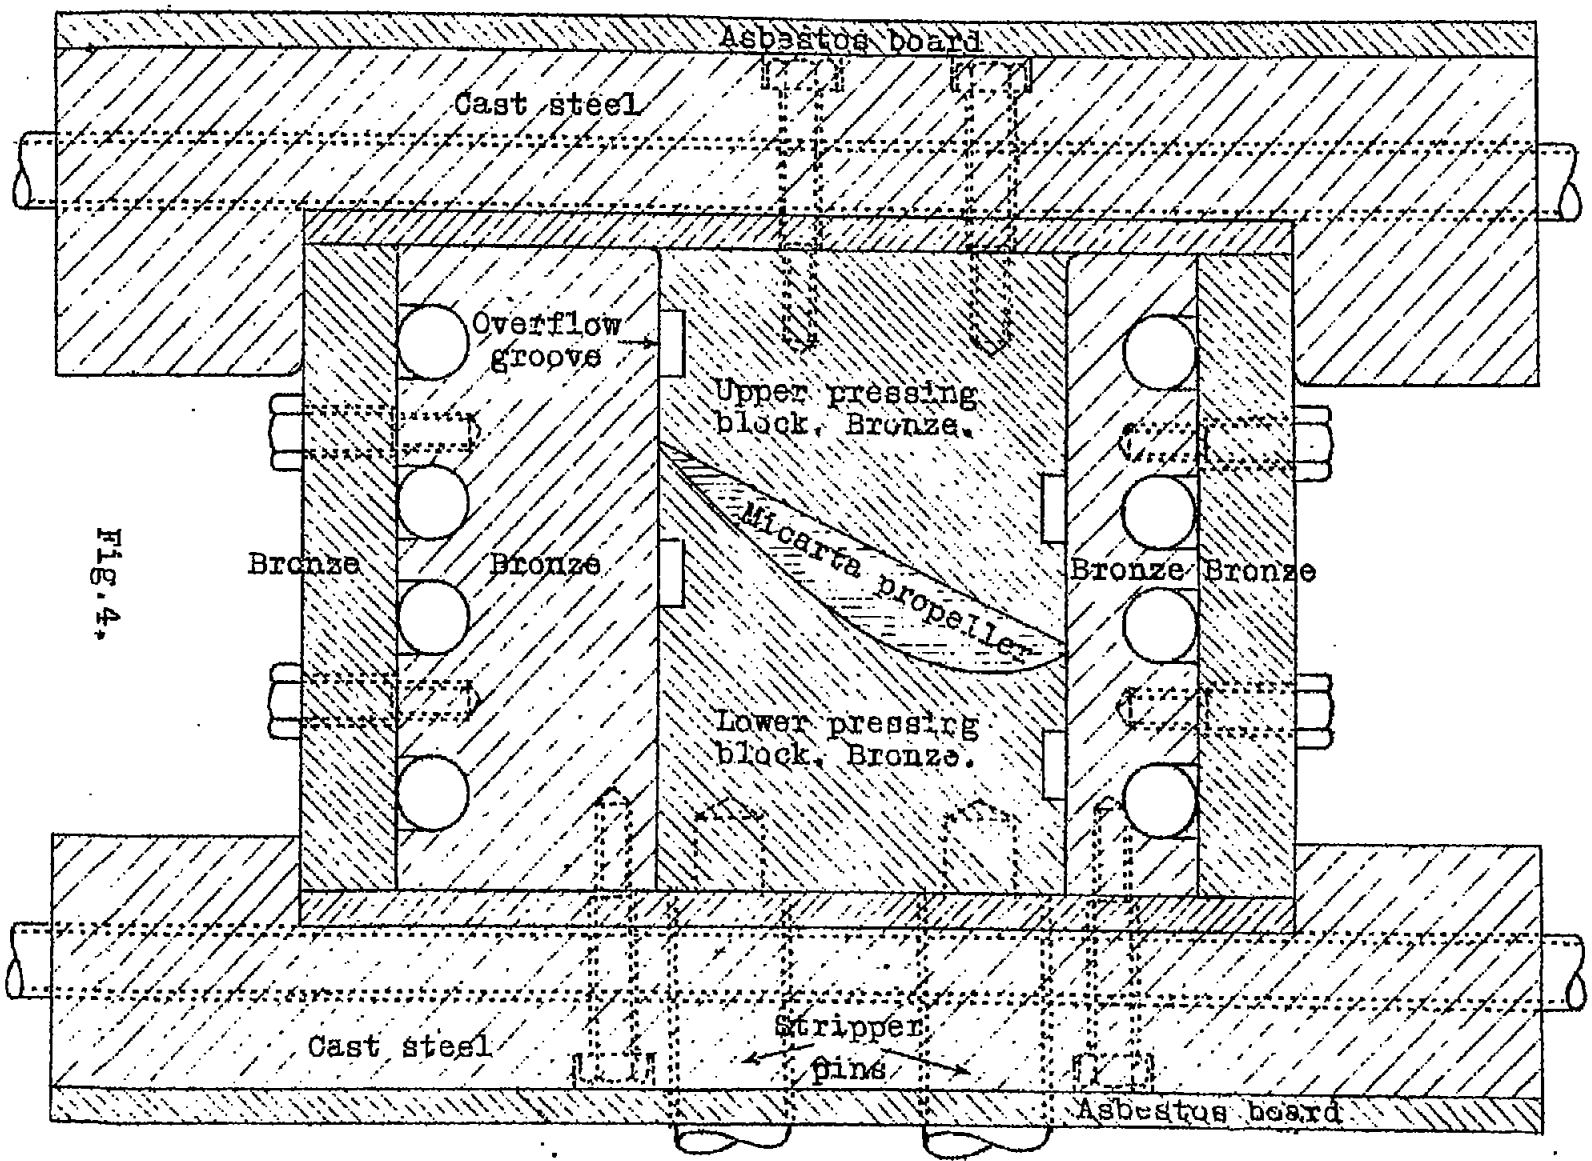 Asbestos board
Cast steel
Overflow
groove
Upper pressing
block. Bronze.
Micarta propeller
Fig.4.
Bronze
Bronze
Bronze
Bronze
Lower pressing
block. Bronze.
Stripper
pins
Cast steel
Asbestos board